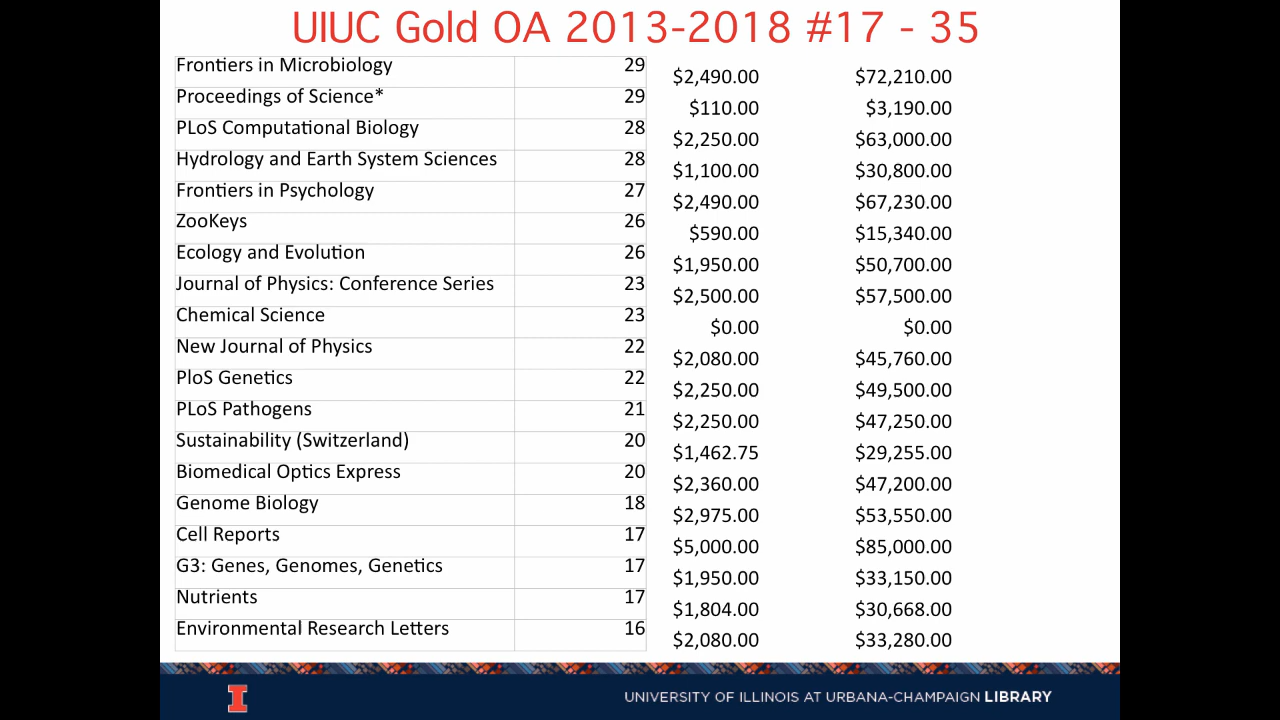 UIUC Gold OA 2013-2018 #17 - 35
Frontiers in Microbiology 29 $2,490.00 $72,210.00
Proceedings of Science* 29 $110.00 $3,190.00
PLoS Computational Biology 28 $2,250.00 $63,000.00
Hydrology and Earth System Sciences 28 $1,100.00 $30,800.00
Frontiers in Psychology 27 $2,490.00 $67,230.00
ZooKeys 26 $590.00 $15,340.00
Ecology and Evolution 26 $1,950.00 $50,700.00
Journal of Physics: Conference Series 23 $2,500.00 $57,500.00
Chemical Science 23 $0.00 $0.00
New Journal of Physics 22 $2,080.00 $45,760.00
PloS Genetics 22 $2,250.00 $49,500.00
PLoS Pathogens 21 $2,250.00 $47,250.00
Sustainability (Switzerland) 20 $1,462.75 $29,255.00
Biomedical Optics Express 20 $2,360.00 $47,200.00
Genome Biology 18 $2,975.00 $53,550.00
Cell Reports 17 $5,000.00 $85,000.00
G3: Genes, Genomes, Genetics 17 $1,950.00 $33,150.00
Nutrients 17 $1,804.00 $30,668.00
Environmental Research Letters 16 $2,080.00 $33,280.00
UNIVERSITY OF ILLINOIS AT URBANA-CHAMPAIGN LIBRARY